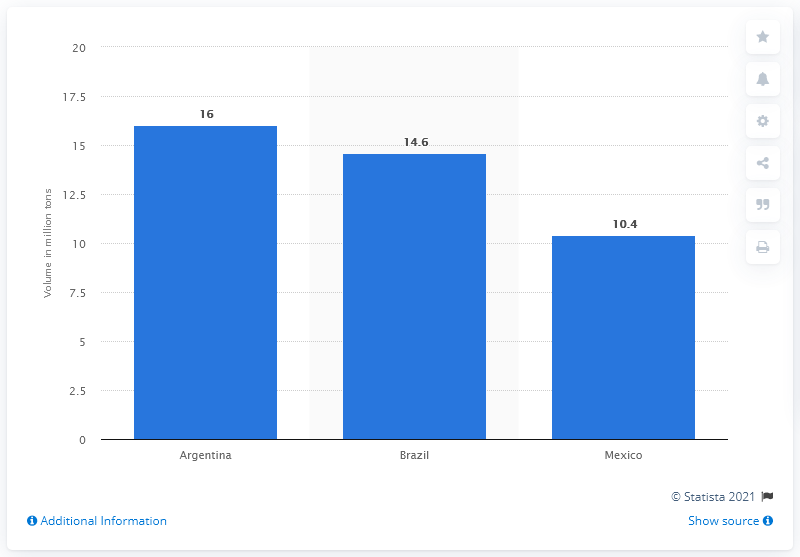 20
17.5
15
12.5
10
7.5
5
2.5
0
Volume in million tons
16
14.6
10.4
Argentina
Brazil
Mexico
© Statista 2021
Additional Information
Show source